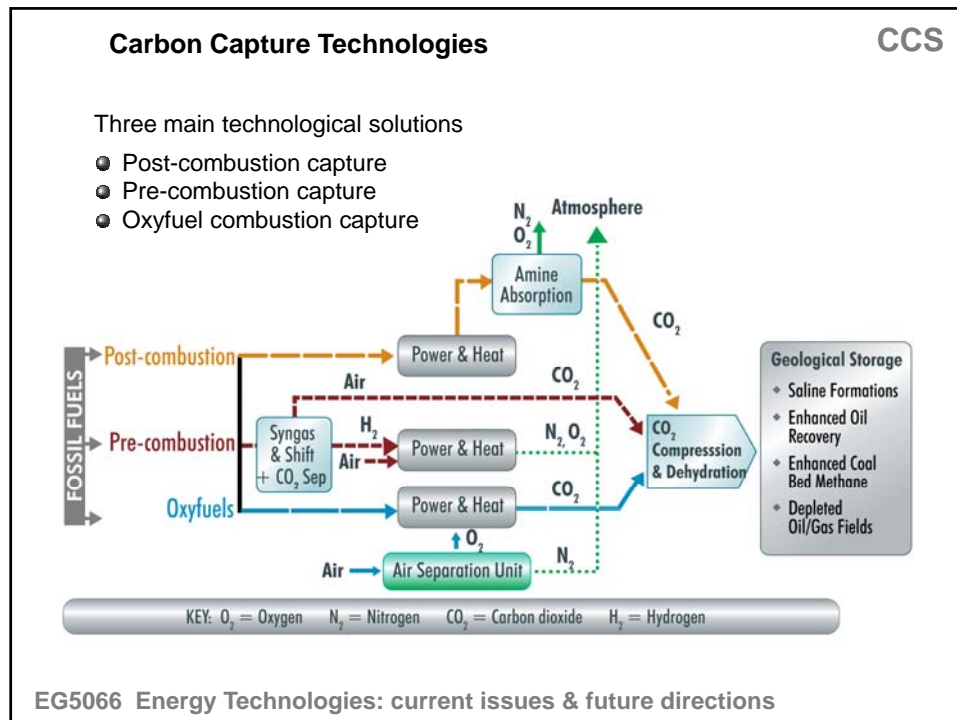 Carbon Capture Technologies
CCS
Three main technological solutions
Post-combustion capture
Pre-combustion capture
Oxyfuel combustion capture
N₂
O₂
Atmosphere
Amine
Absorption
CO₂
FOSSIL FUELS
Post-combustion
Power & Heat
Air
CO₂
Pre-combustion
Syngas
& Shift
+ CO₂ Sep
H₂
Air
Power & Heat
N₂, O₂
CO₂
Compresssion
& Dehydration
Oxyfuels
Power & Heat
CO₂
O₂
Air
Air Separation Unit
N₂
Geological Storage
Saline Formations
Enhanced Oil
Recovery
Enhanced Coal
Bed Methane
Depleted
Oil/Gas Fields
KEY: O₂ = Oxygen N₂ = Nitrogen CO₂ = Carbon dioxide H₂ = Hydrogen
EG5066 Energy Technologies: current issues & future directions